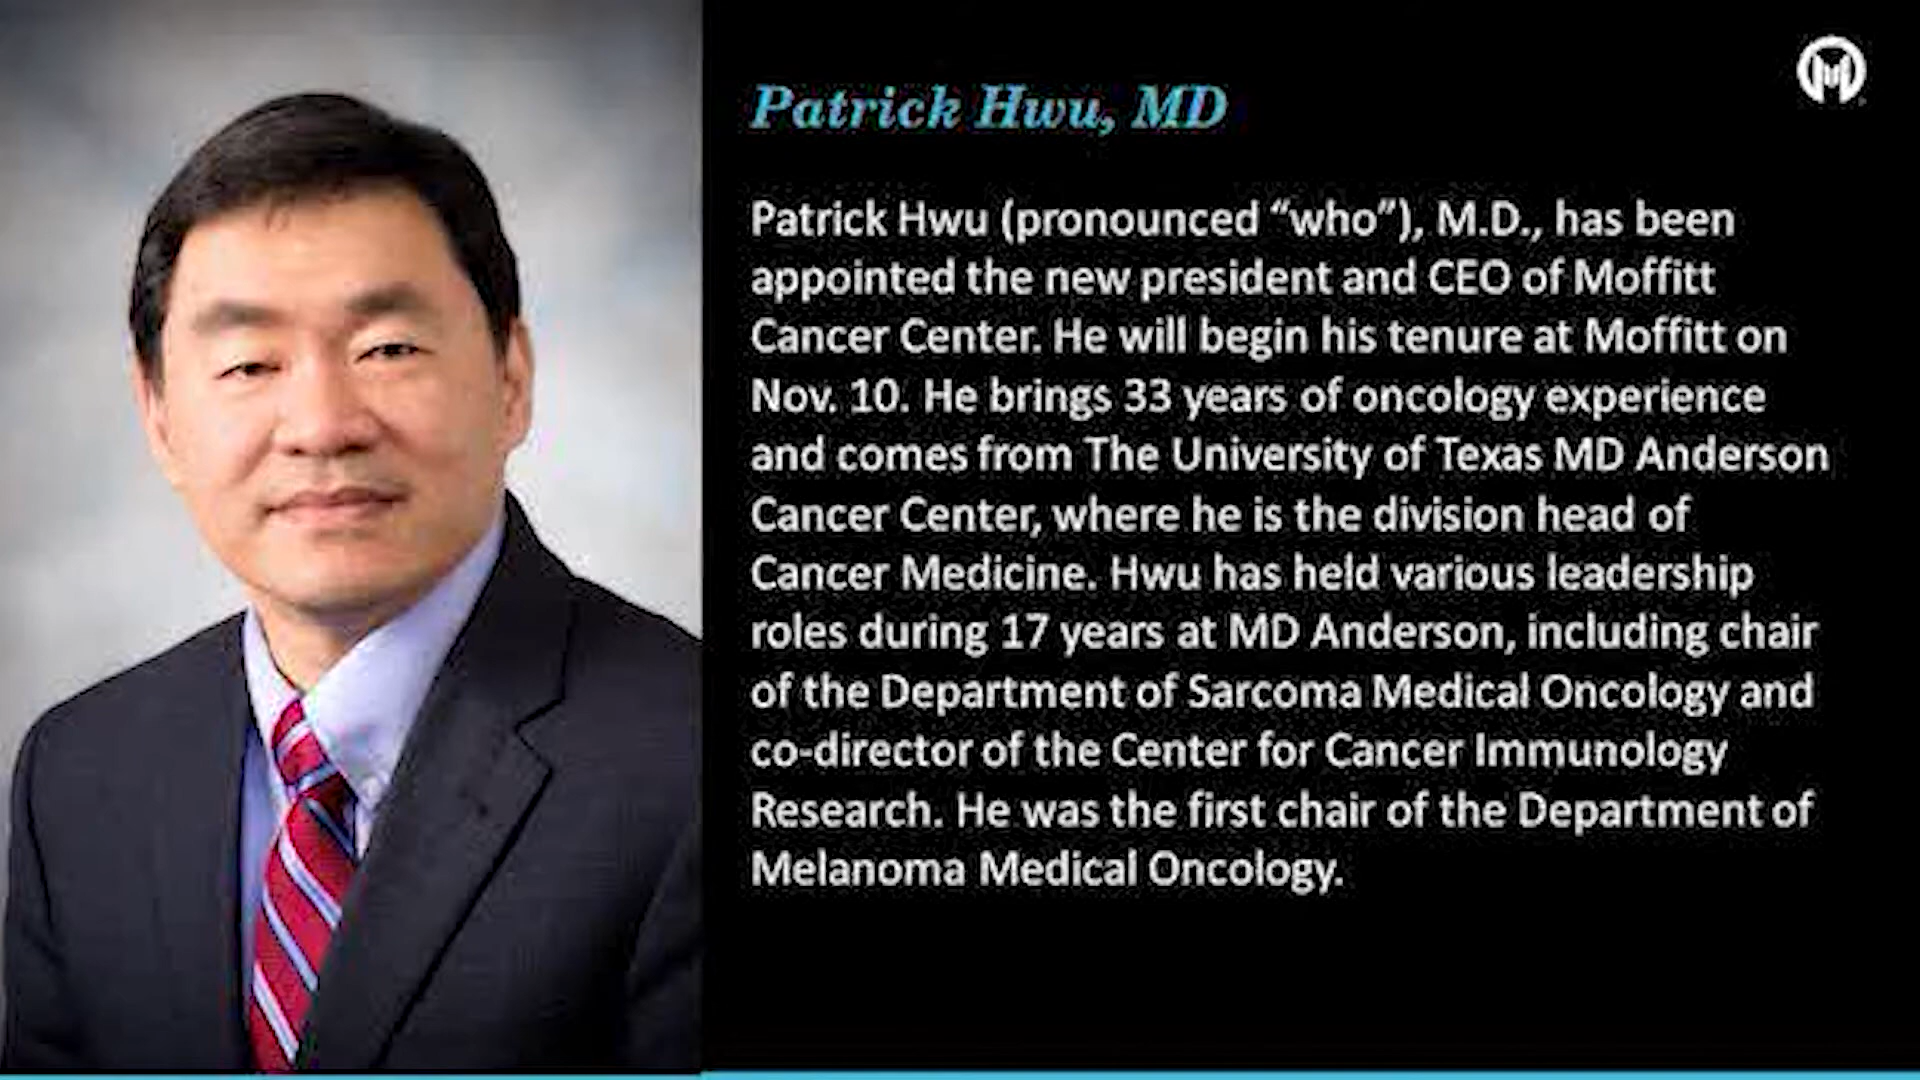 Patrick Hwu, MD
Patrick Hwu (pronounced “who”), M.D., has been
appointed the new president and CEO of Moffitt
Cancer Center. He will begin his tenure at Moffitt on
Nov. 10. He brings 33 years of oncology experience
and comes from The University of Texas MD Anderson
Cancer Center, where he is the division head of
Cancer Medicine. Hwu has held various leadership
roles during 17 years at MD Anderson, including chair
of the Department of Sarcoma Medical Oncology and
co-director of the Center for Cancer Immunology
Research. He was the first chair of the Department of
Melanoma Medical Oncology.